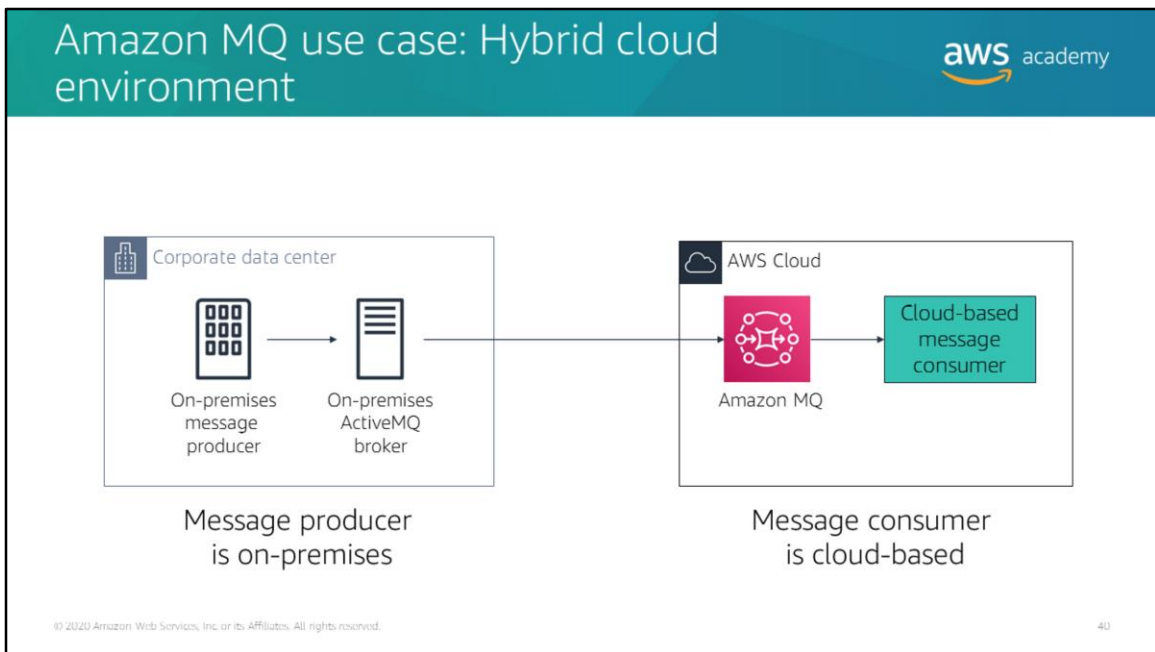 Amazon MQ use case: Hybrid cloud
environment
aws academy
Corporate data center
On-premises
message
producer
On-premises
ActiveMQ
broker
AWS Cloud
Amazon MQ
Cloud-based
message
consumer
Message producer
is on-premises
Message consumer
is cloud-based
© 2020 Amazon Web Services, Inc. or its Affiliates. All rights reserved.
40